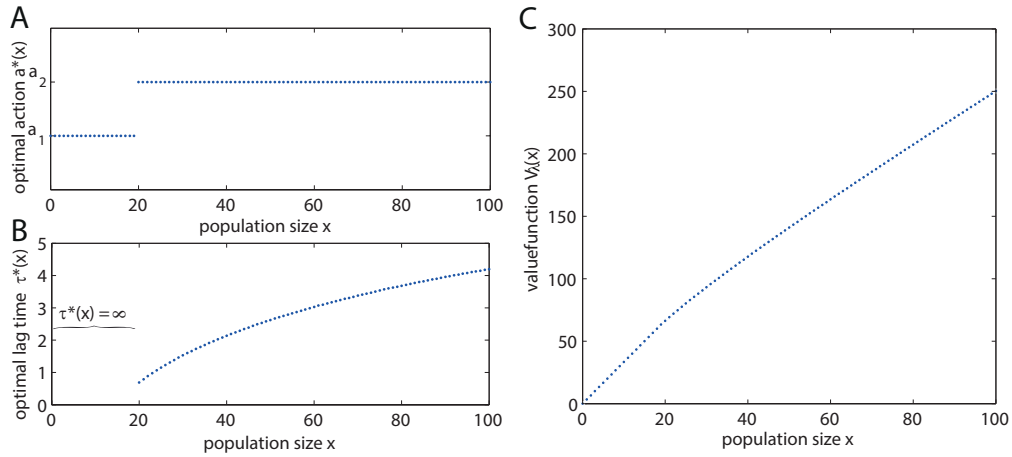 A
optimal action a*(x)
a₂
a₁
0 20 40 60 80 100
population size x
B
optimal lag time τ*(x)
5
4
3
2
1
0
τ*(x) = ∞
0 20 40 60 80 100
population size x
C
valuefunction Vλ(x)
300
250
200
150
100
50
0
0 20 40 60 80 100
population size x